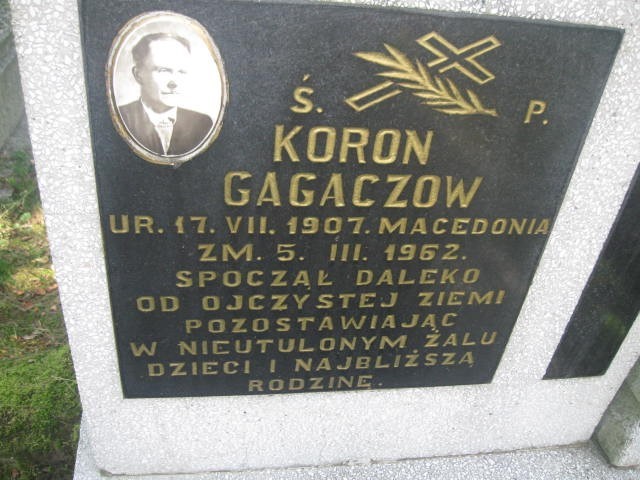 Ś. P.
KORON
GAGACZOW
UR. 17. VII. 1907. MACEDONIA
ZM. 5. III. 1962.
SPOCZĄŁ DALEKO
OD OJCZYSTEJ ZIEMI
POZOSTAWIAJĄC
W NIEUTULONYM ŻALU
DZIECI I NAJBLIŻSZĄ
RODZINĘ.